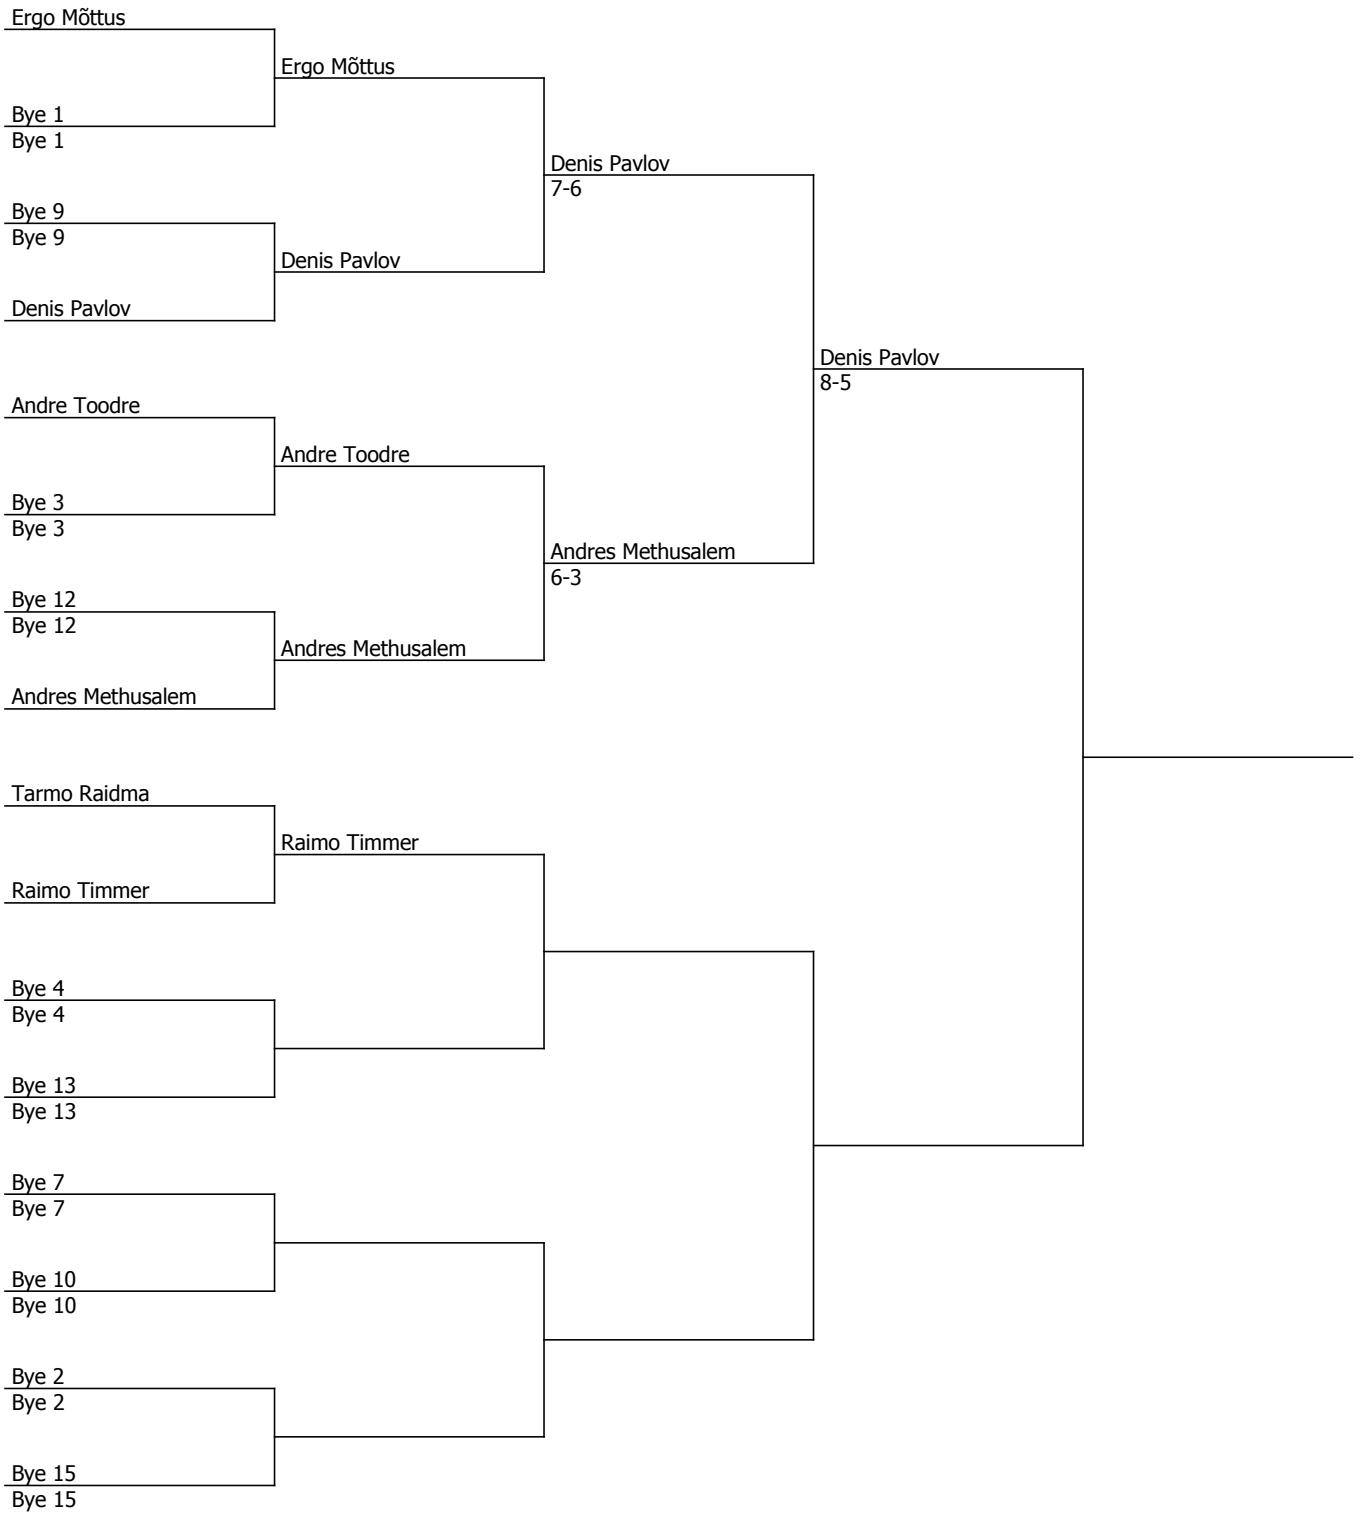 Ergo Mõttus
Ergo Mõttus
Bye 1
Bye 1
Denis Pavlov
7-6
Bye 9
Bye 9
Denis Pavlov
Denis Pavlov
Denis Pavlov
8-5
Andre Toodre
Andre Toodre
Bye 3
Bye 3
Andres Methusalem
6-3
Bye 12
Bye 12
Andres Methusalem
Andres Methusalem
Tarmo Raidma
Raimo Timmer
Raimo Timmer
Bye 4
Bye 4
Bye 13
Bye 13
Bye 7
Bye 7
Bye 10
Bye 10
Bye 2
Bye 2
Bye 15
Bye 15